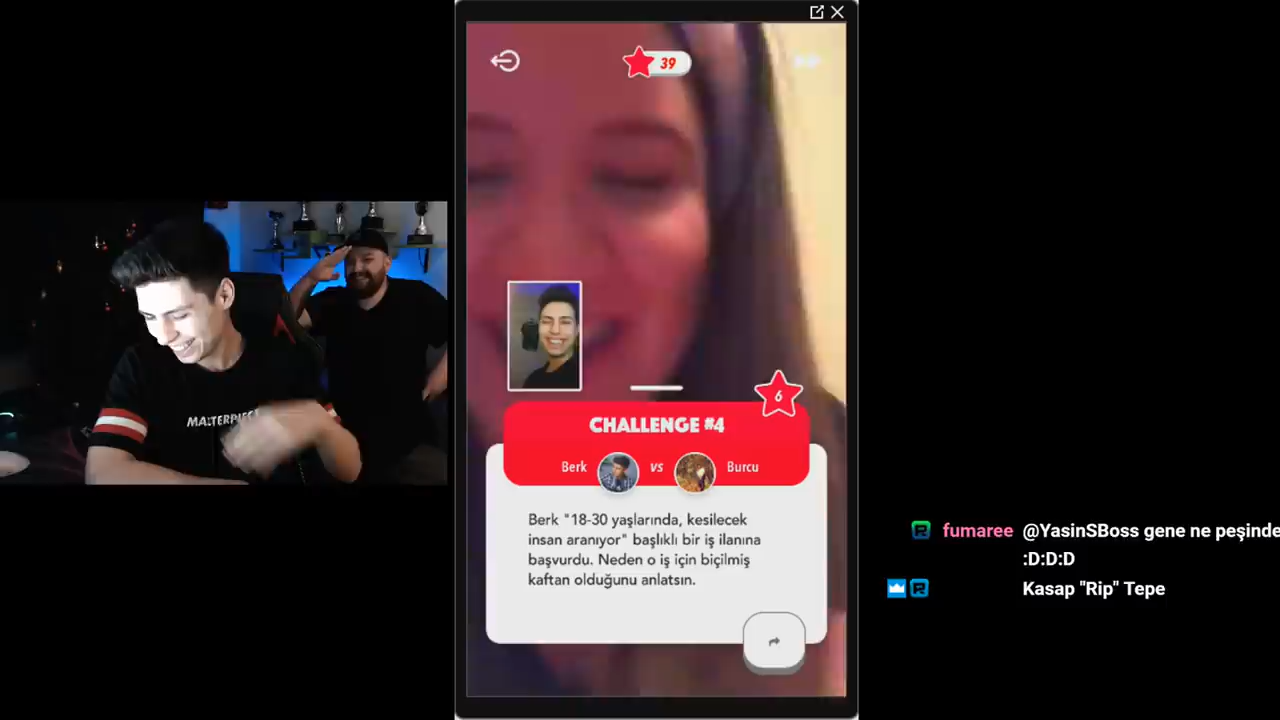 39
6
CHALLENGE #4
Berk vs Burcu
Berk "18-30 yaşlarında, kesilecek
insan aranıyor" başlıklı bir iş ilanına
başvurdu. Neden o iş için biçilmiş
kaftan olduğunu anlatsın.
fumaree @YasinSBoss gene ne peşinde
:D:D:D
Kasap "Rip" Tepe